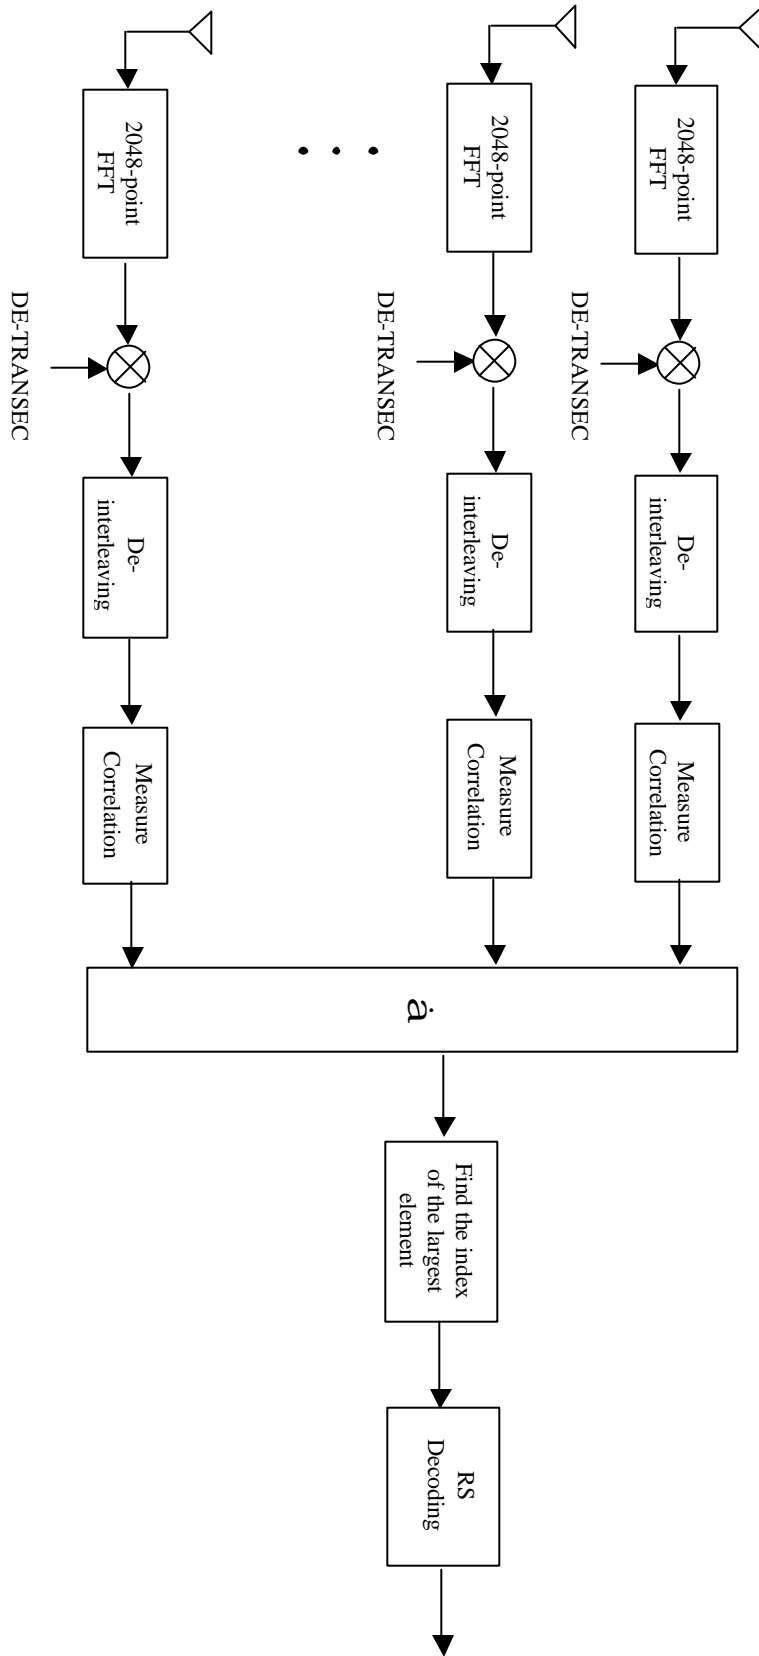 2048-point
FFT
DE-TRANSEC
De-
interleaving
Measure
Correlation
2048-point
FFT
DE-TRANSEC
De-
interleaving
Measure
Correlation
2048-point
FFT
DE-TRANSEC
De-
interleaving
Measure
Correlation
å
Find the index
of the largest
element
RS
Decoding